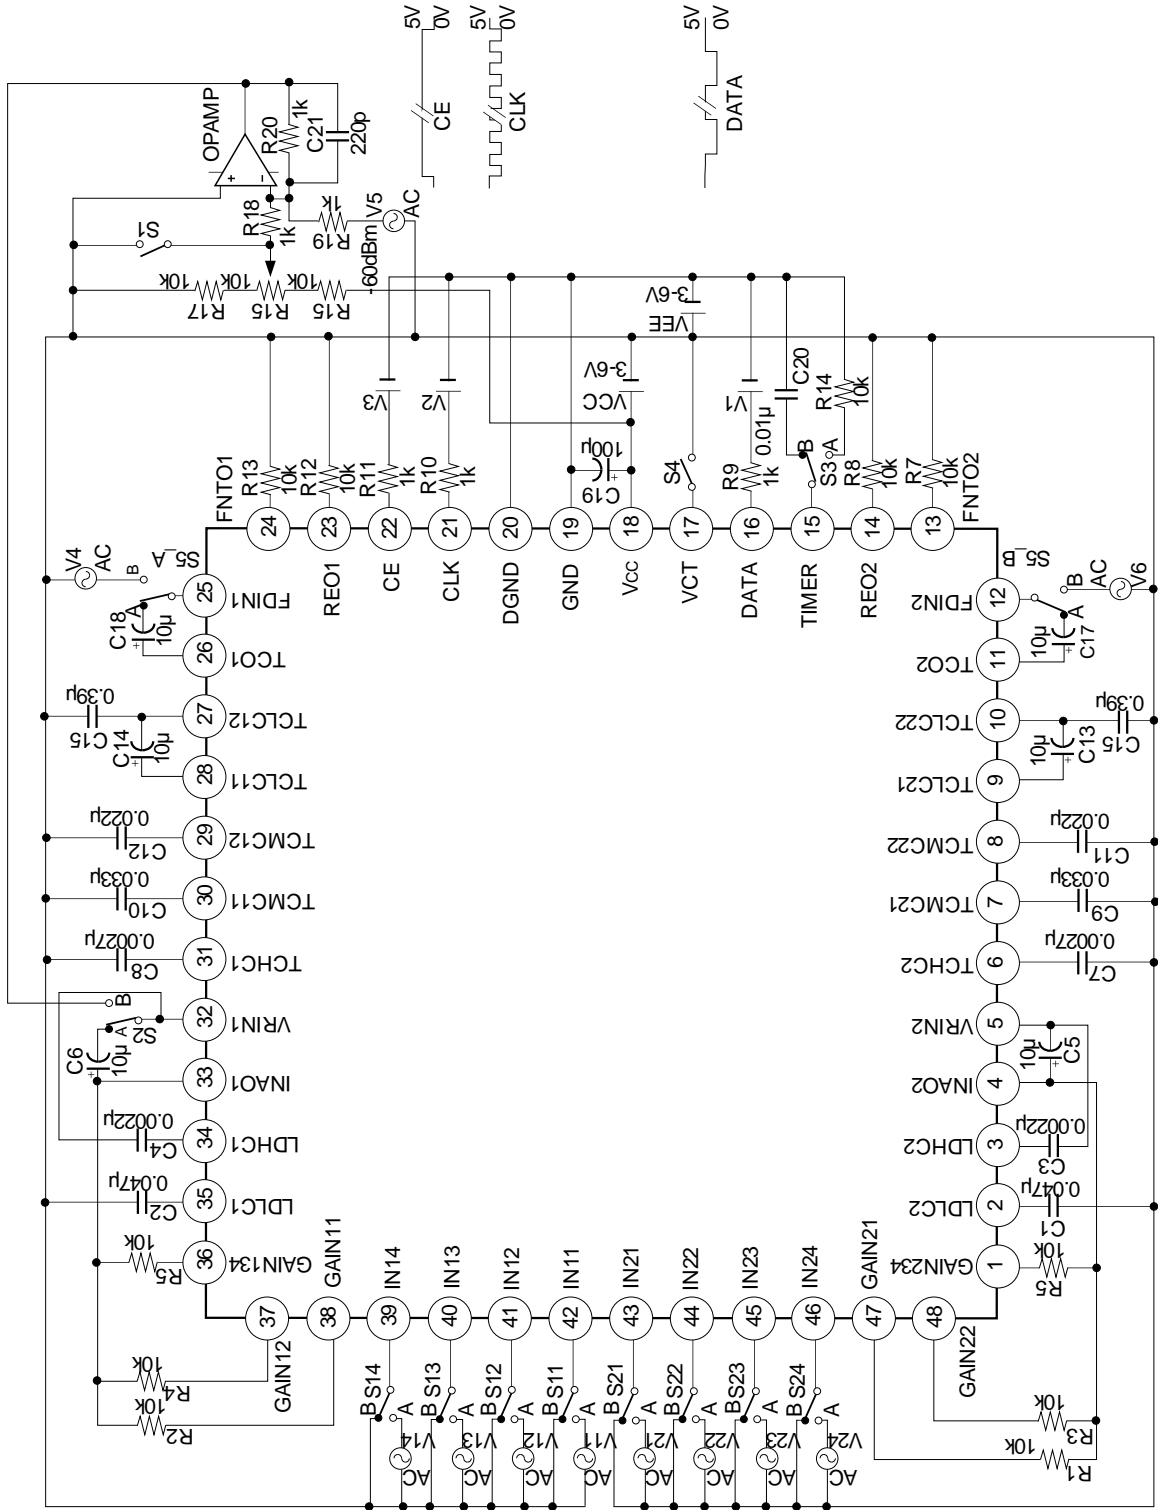 5V
0V
CE
5V
0V
CLK
5V
0V
DATA
OPAMP
R20
1k
C21
220p
S1
R18
1k
R19
1k
V5
AC
-60dBm
R17
10k
R15
10k
R15
10k
V3
V2
VCC
3-6V
VEE
3-6V
V1
C20
0.01µ
R14
10k
S3
B
A
S4
C19
100µ
R13
10k
R12
10k
R11
1k
R10
1k
R9
1k
R8
10k
R7
10k
FNTO1
24
23
22
21
20
19
18
17
16
15
14
13
FNTO2
REO1
CE
CLK
DGND
GND
Vcc
VCT
DATA
TIMER
REO2
V4
AC
B
S5_A
A
C18
10µ
25
FDIN1
26
TCO1
0.39µ
C15
27
TCLC12
C14
10µ
28
TCLC11
0.022µ
C12
29
TCMC12
0.033µ
C10
30
TCMC11
0.0027µ
C8
31
TCHC1
B
A
S2
32
VRIN1
C6
10µ
33
INAO1
0.0022µ
C4
34
LDHC1
0.047µ
C2
35
LDLC1
10k
R5
36
GAIN134
S5_B
12
FDIN2
B
AC
V6
A
10µ
C17
11
TCO2
10
TCLC22
0.39µ
C15
10µ
C13
9
TCLC21
8
TCMC22
0.022µ
C11
7
TCMC21
0.033µ
C9
6
TCHC2
0.0027µ
C7
5
VRIN2
10µ
C5
4
INAO2
3
LDHC2
0.0022µ
C3
2
LDLC2
0.047µ
C1
1
GAIN234
10k
R5
37
38
39
40
41
42
43
44
45
46
47
48
GAIN12
GAIN11
IN14
IN13
IN12
IN11
IN21
IN22
IN23
IN24
GAIN21
GAIN22
10k
R4
10k
R2
B S14
A
V14
AC
B S13
A
V13
AC
B S12
A
V12
AC
B S11
A
V11
AC
B S21
A
V21
AC
B S22
A
V22
AC
B S23
A
V23
AC
B S24
A
V24
AC
10k
R3
10k
R1